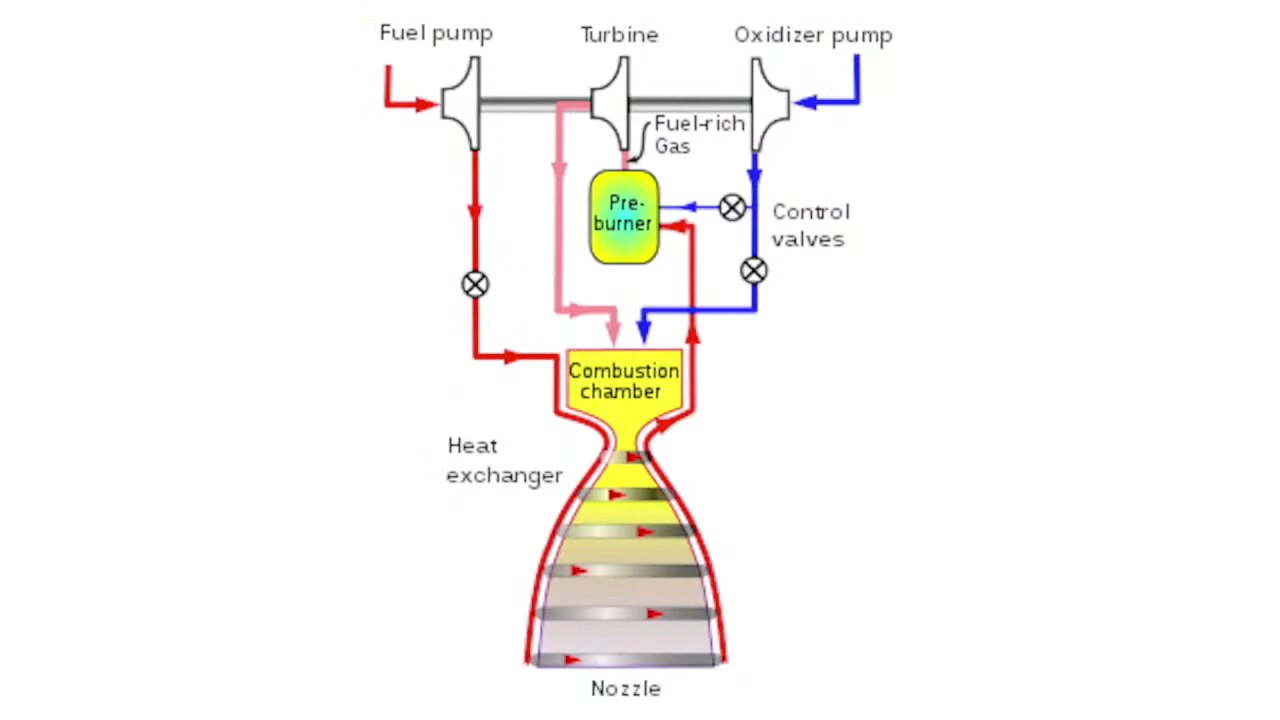 Fuel pump
Turbine
Oxidizer pump
Fuel-rich
Gas
Pre-
burner
Control
valves
Combustion
chamber
Heat
exchanger
Nozzle